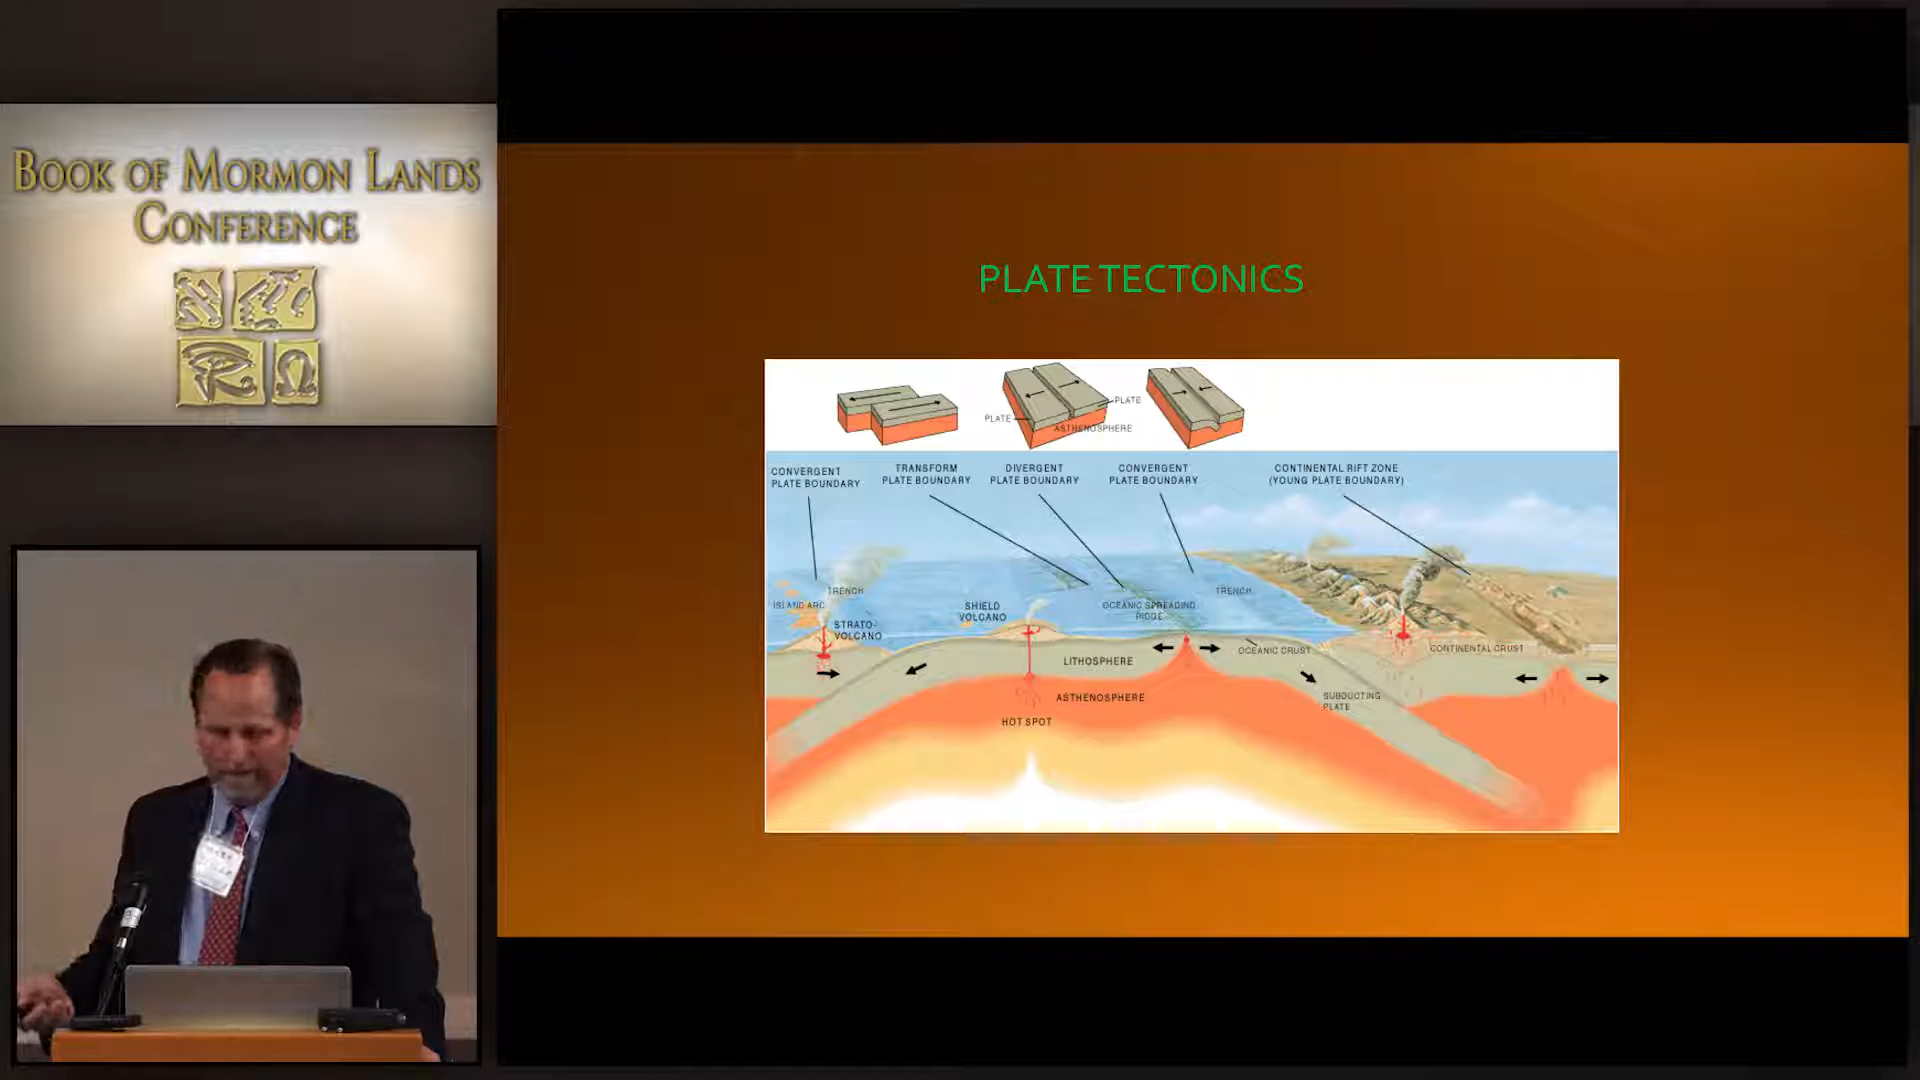 BOOK OF MORMON LANDS
CONFERENCE
PLATE TECTONICS
PLATE
PLATE
ASTHENOSPHERE
CONVERGENT
PLATE BOUNDARY
TRANSFORM
PLATE BOUNDARY
DIVERGENT
PLATE BOUNDARY
CONVERGENT
PLATE BOUNDARY
CONTINENTAL RIFT ZONE
(YOUNG PLATE BOUNDARY)
TRENCH
ISLAND ARC
STRATO-
VOLCANO
SHIELD
VOLCANO
OCEANIC SPREADING
RIDGE
TRENCH
LITHOSPHERE
OCEANIC CRUST
CONTINENTAL CRUST
ASTHENOSPHERE
SUBDUCTING
PLATE
HOT SPOT